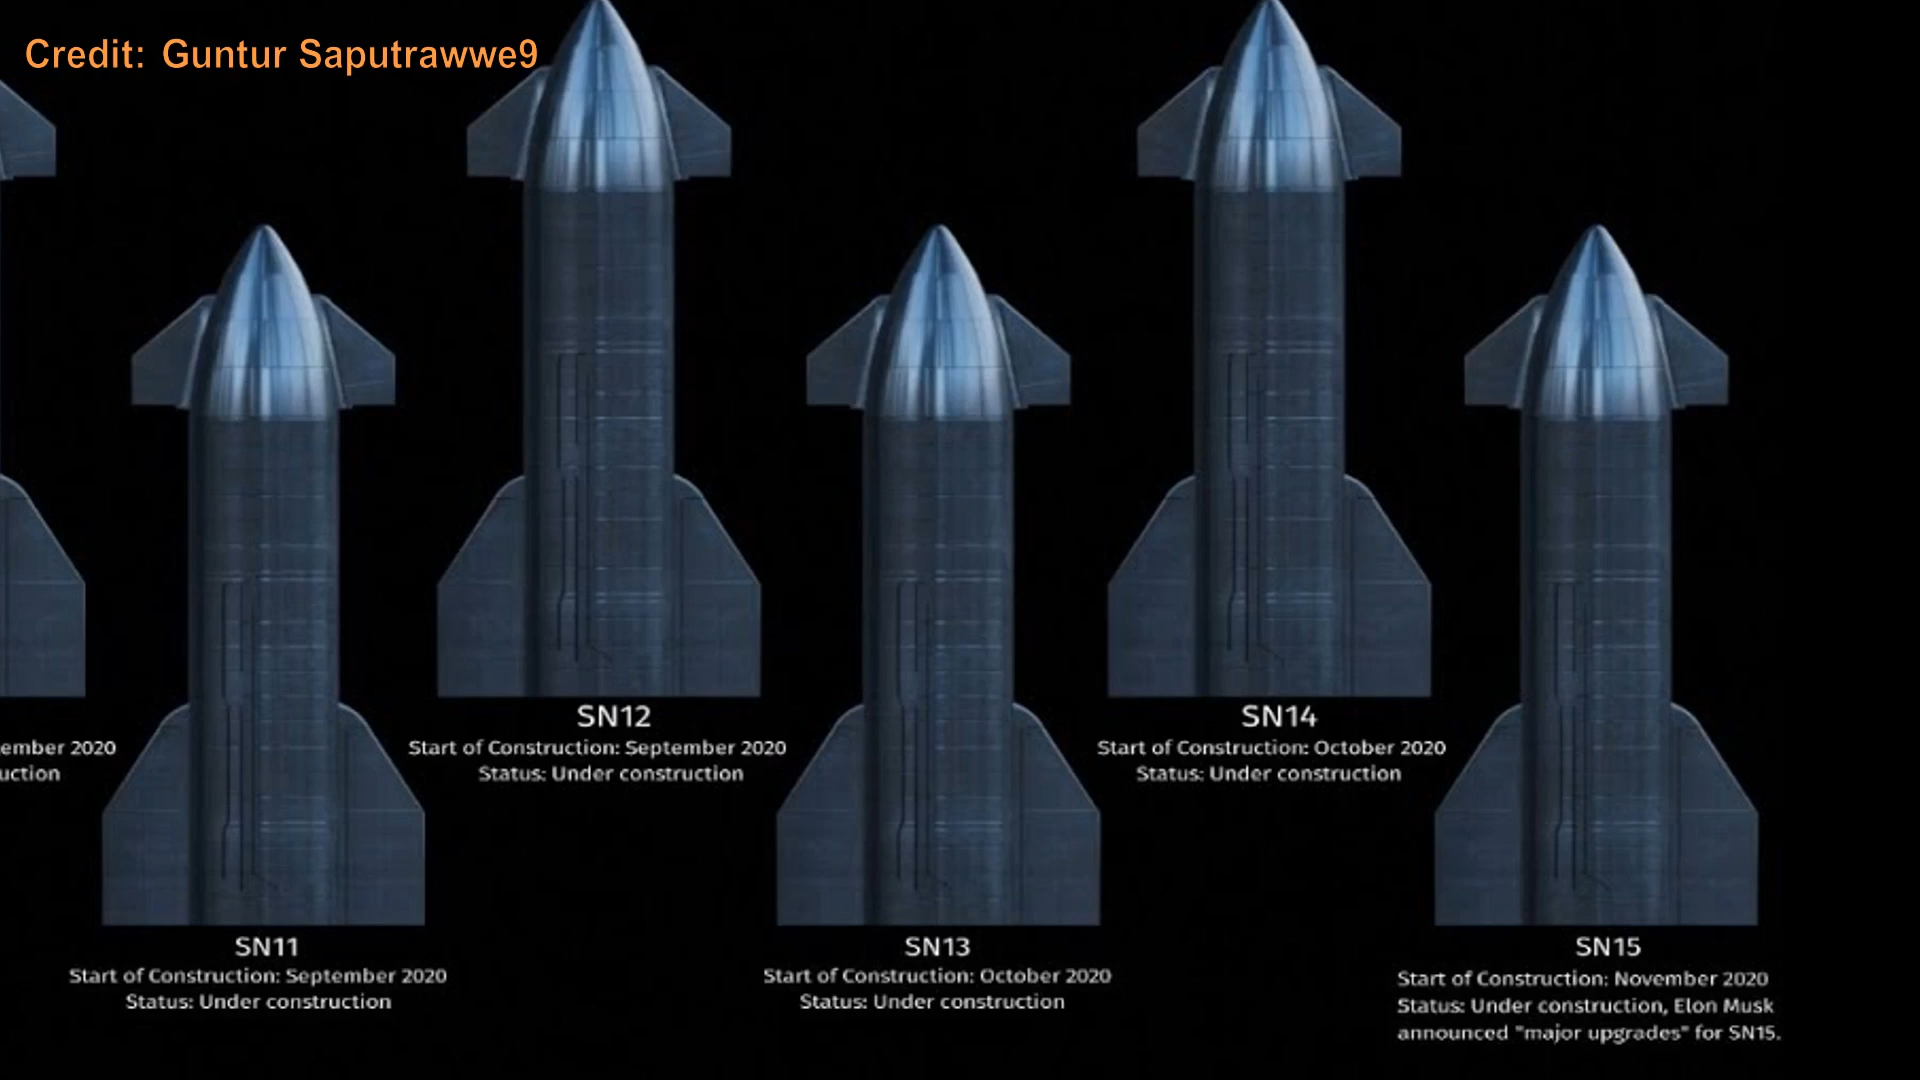 Credit: Guntur Saputrawwe9
SN12
Start of Construction: September 2020
Status: Under construction
SN14
Start of Construction: October 2020
Status: Under construction
ember 2020
uction
SN11
Start of Construction: September 2020
Status: Under construction
SN13
Start of Construction: October 2020
Status: Under construction
SN15
Start of Construction: November 2020
Status: Under construction, Elon Musk
announced "major upgrades" for SN15.